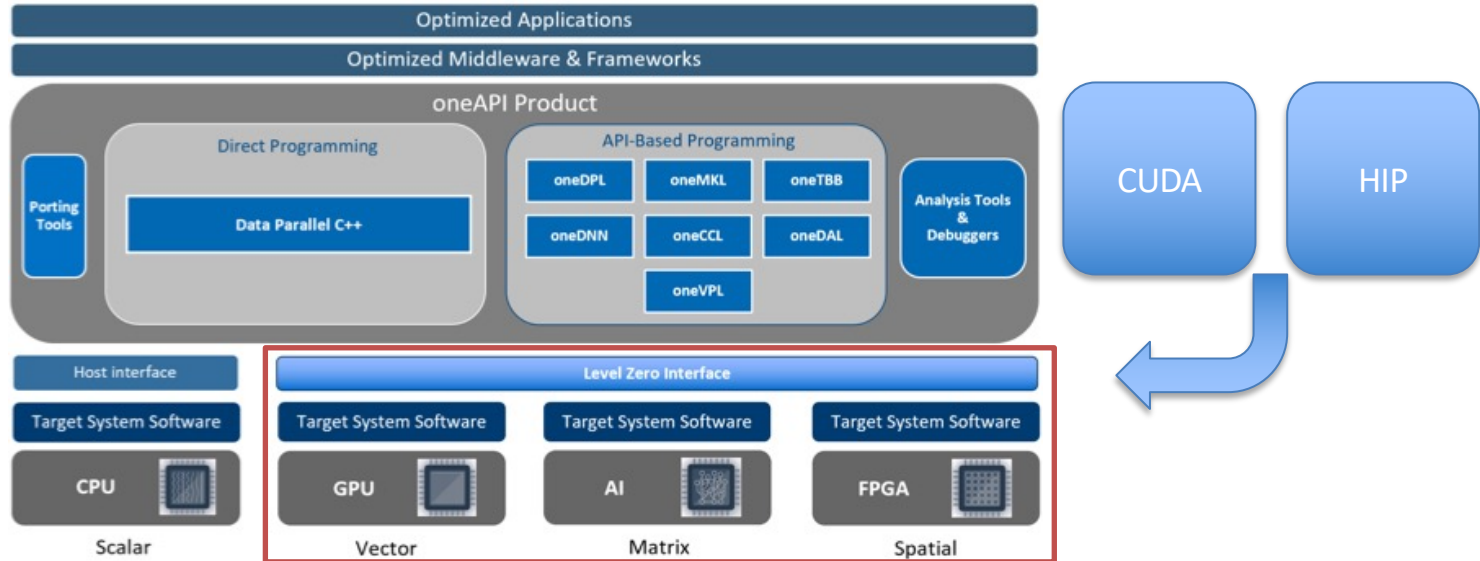 Optimized Applications
Optimized Middleware & Frameworks
oneAPI Product
Porting
Tools
Direct Programming
Data Parallel C++
API-Based Programming
oneDPL oneMKL oneTBB
oneDNN oneCCL oneDAL
oneVPL
Analysis Tools
&
Debuggers
CUDA
HIP
Host interface
Level Zero Interface
Target System Software
Target System Software
Target System Software
Target System Software
CPU
GPU
AI
FPGA
Scalar
Vector
Matrix
Spatial